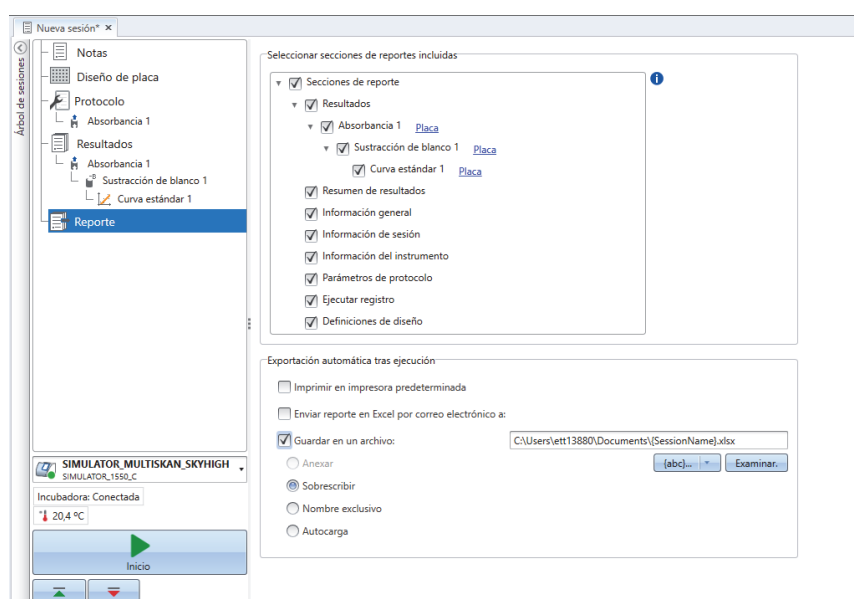 Nueva sesión* ×
Árbol de sesiones
Notas
Diseño de placa
Protocolo
Absorbancia 1
Resultados
Absorbancia 1
Sustracción de blanco 1
Curva estándar 1
Reporte
SIMULATOR_MULTISKAN_SKYHIGH
SIMULATOR_1550_C
Incubadora: Conectada
20,4 ºC
Inicio
Seleccionar secciones de reportes incluidas
Secciones de reporte
Resultados
Absorbancia 1 Placa
Sustracción de blanco 1 Placa
Curva estándar 1 Placa
Resumen de resultados
Información general
Información de sesión
Información del instrumento
Parámetros de protocolo
Ejecutar registro
Definiciones de diseño
Exportación automática tras ejecución
Imprimir en impresora predeterminada
Enviar reporte en Excel por correo electrónico a:
Guardar en un archivo: C:\Users\ett13880\Documents\{SessionName}.xlsx
Anexar {abc}... Examinar.
Sobrescribir
Nombre exclusivo
Autocarga